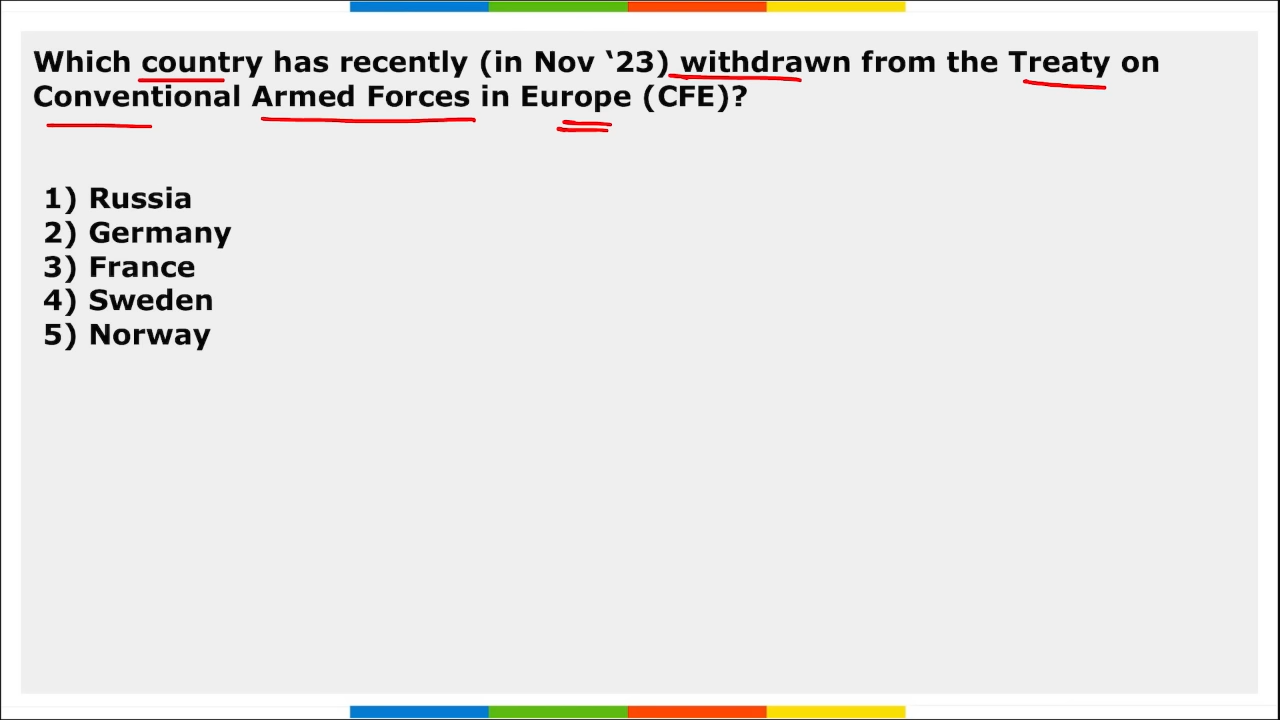 Which country has recently (in Nov ‘23) withdrawn from the Treaty on
Conventional Armed Forces in Europe (CFE)?
1) Russia
2) Germany
3) France
4) Sweden
5) Norway